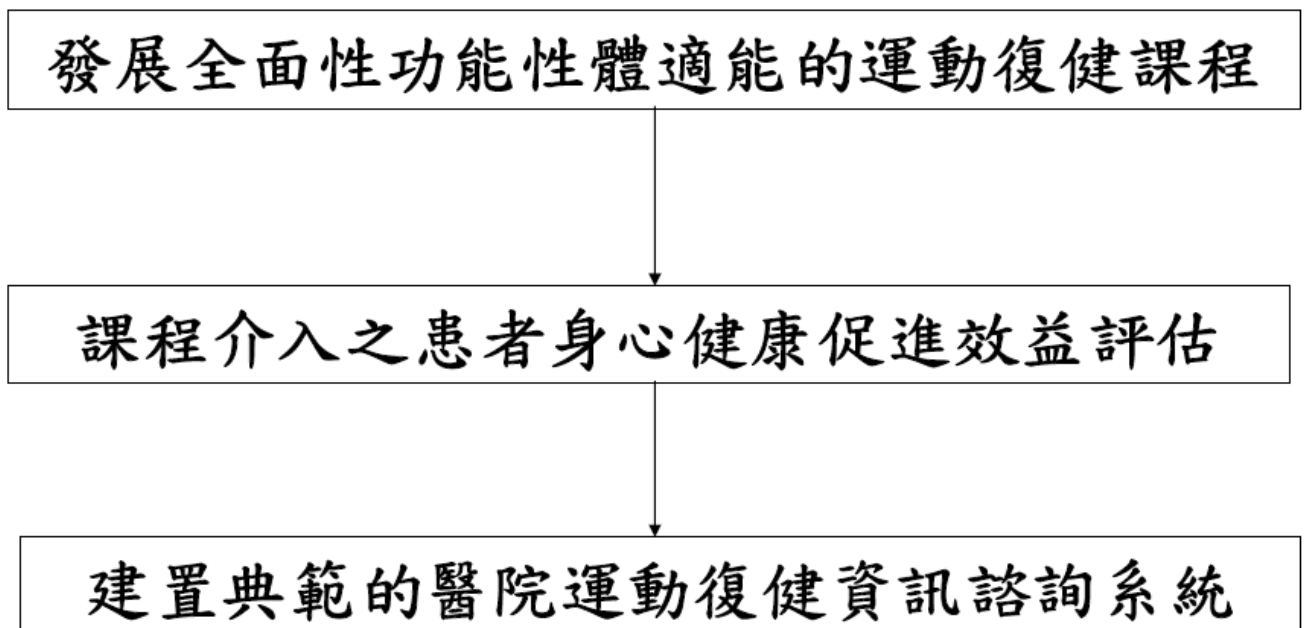 發展全面性功能性體適能的運動復健課程
課程介入之患者身心健康促進效益評估
建置典範的醫院運動復健資訊諮詢系統